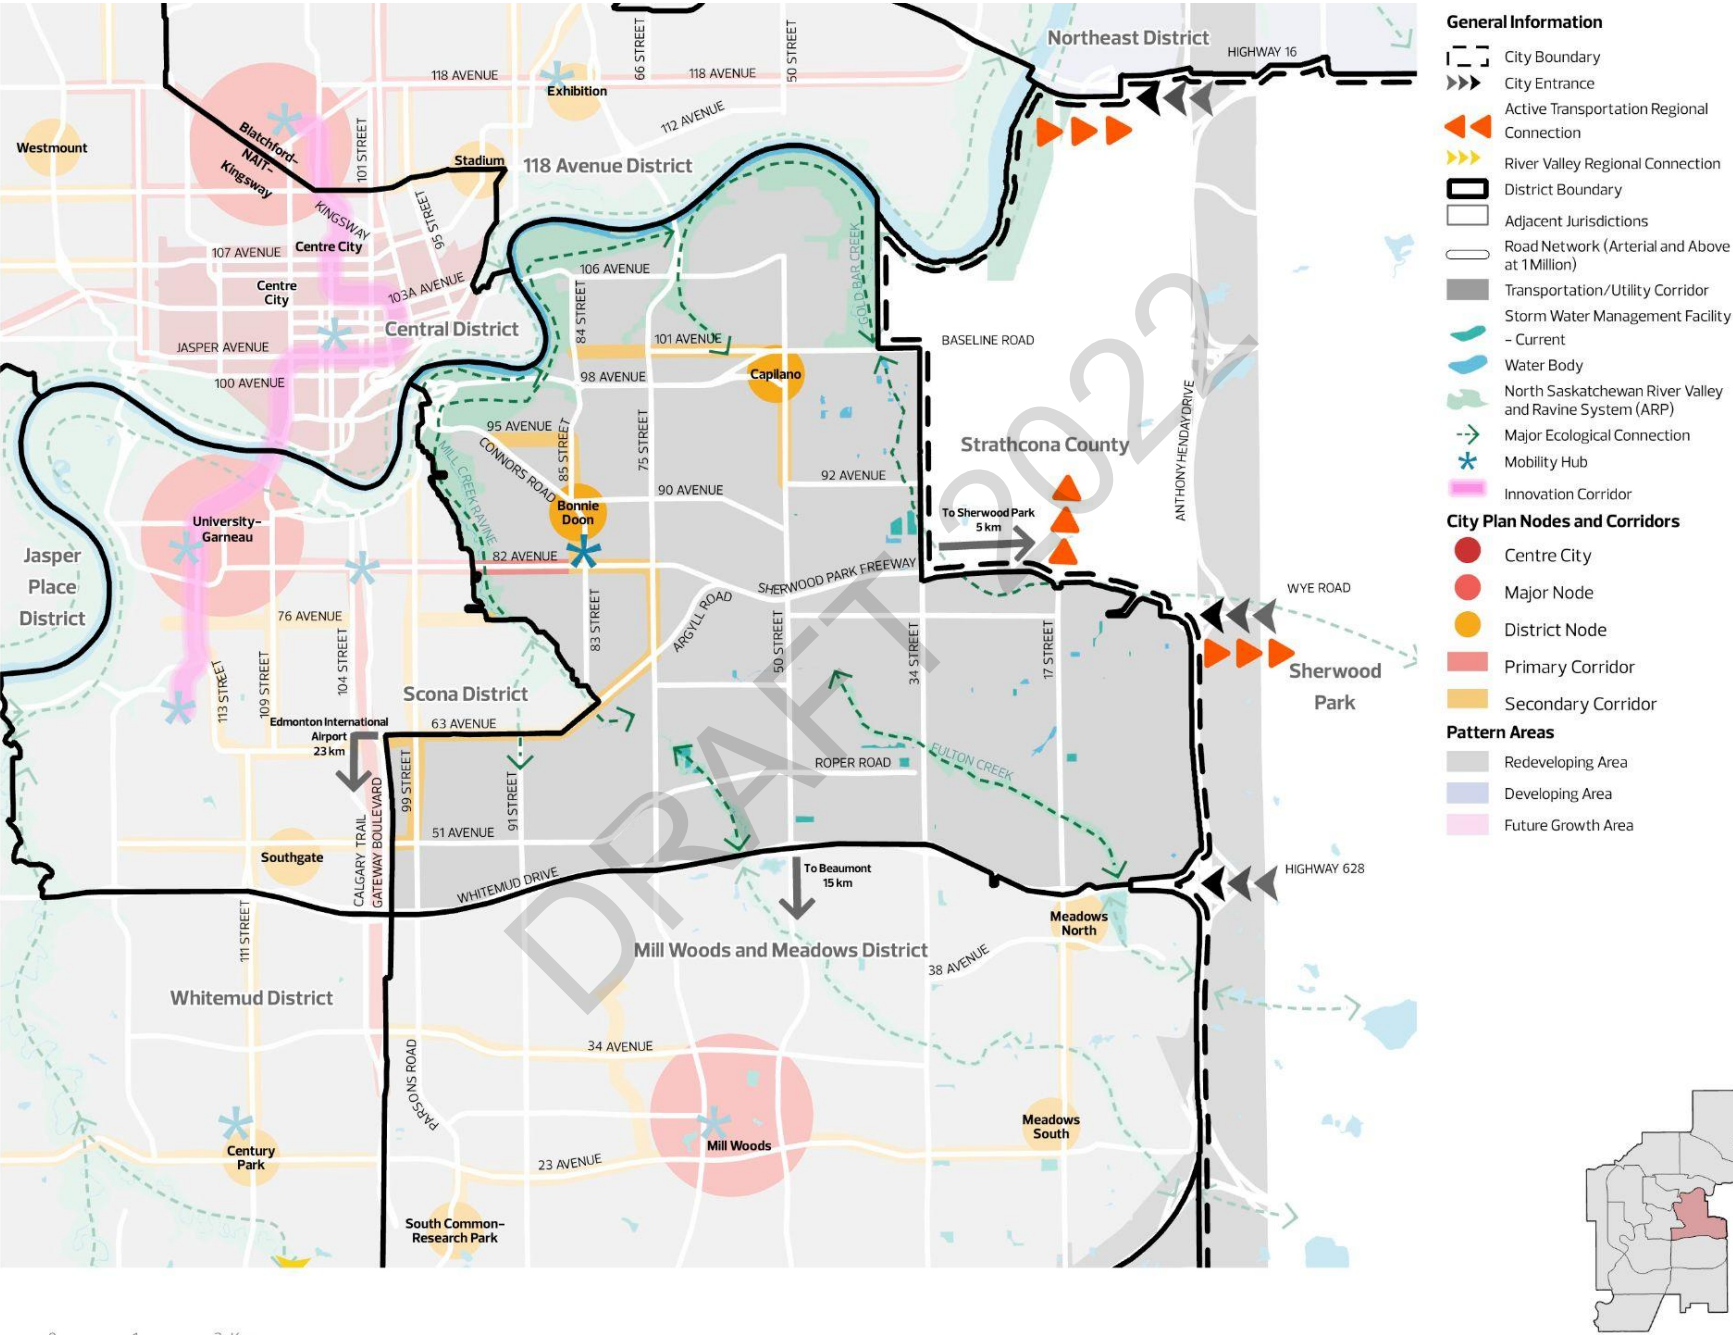 Northeast District
HIGHWAY 16
66 STREET
50 STREET
118 AVENUE
118 AVENUE
Exhibition
112 AVENUE
Westmount
Blatchford-
NAIT-
Kingsway
101 STREET
Stadium
118 Avenue District
95 STREET
KINGSWAY
Centre City
107 AVENUE
Centre
City
103A AVENUE
106 AVENUE
84 STREET
GOLD BAR CREEK
Central District
JASPER AVENUE
101 AVENUE
BASELINE ROAD
100 AVENUE
98 AVENUE
Capilano
ANTHONY HENDAY DRIVE
95 AVENUE
CONNORS ROAD
85 STREET
75 STREET
Strathcona County
MILL CREEK RAVINE
92 AVENUE
90 AVENUE
Bonnie
Doon
To Sherwood Park
5 km
University-
Garneau
82 AVENUE
Jasper
Place
District
SHERWOOD PARK FREEWAY
WYE ROAD
76 AVENUE
83 STREET
ARGYLL ROAD
50 STREET
34 STREET
17 STREET
113 STREET
109 STREET
104 STREET
Scona District
Sherwood
Park
Edmonton International
Airport
23 km
63 AVENUE
FULTON CREEK
ROPER ROAD
99 STREET
91 STREET
CALGARY TRAIL
GATEWAY BOULEVARD
51 AVENUE
Southgate
WHITEMUD DRIVE
To Beaumont
15 km
HIGHWAY 628
111 STREET
Meadows
North
Mill Woods and Meadows District
38 AVENUE
Whitemud District
34 AVENUE
PARSONS ROAD
Meadows
South
Century
Park
Mill Woods
23 AVENUE
South Common-
Research Park
DRAFT 2022
General Information
City Boundary
City Entrance
Active Transportation Regional
Connection
River Valley Regional Connection
District Boundary
Adjacent Jurisdictions
Road Network (Arterial and Above
at 1 Million)
Transportation/Utility Corridor
Storm Water Management Facility
- Current
Water Body
North Saskatchewan River Valley
and Ravine System (ARP)
Major Ecological Connection
Mobility Hub
Innovation Corridor
City Plan Nodes and Corridors
Centre City
Major Node
District Node
Primary Corridor
Secondary Corridor
Pattern Areas
Redeveloping Area
Developing Area
Future Growth Area